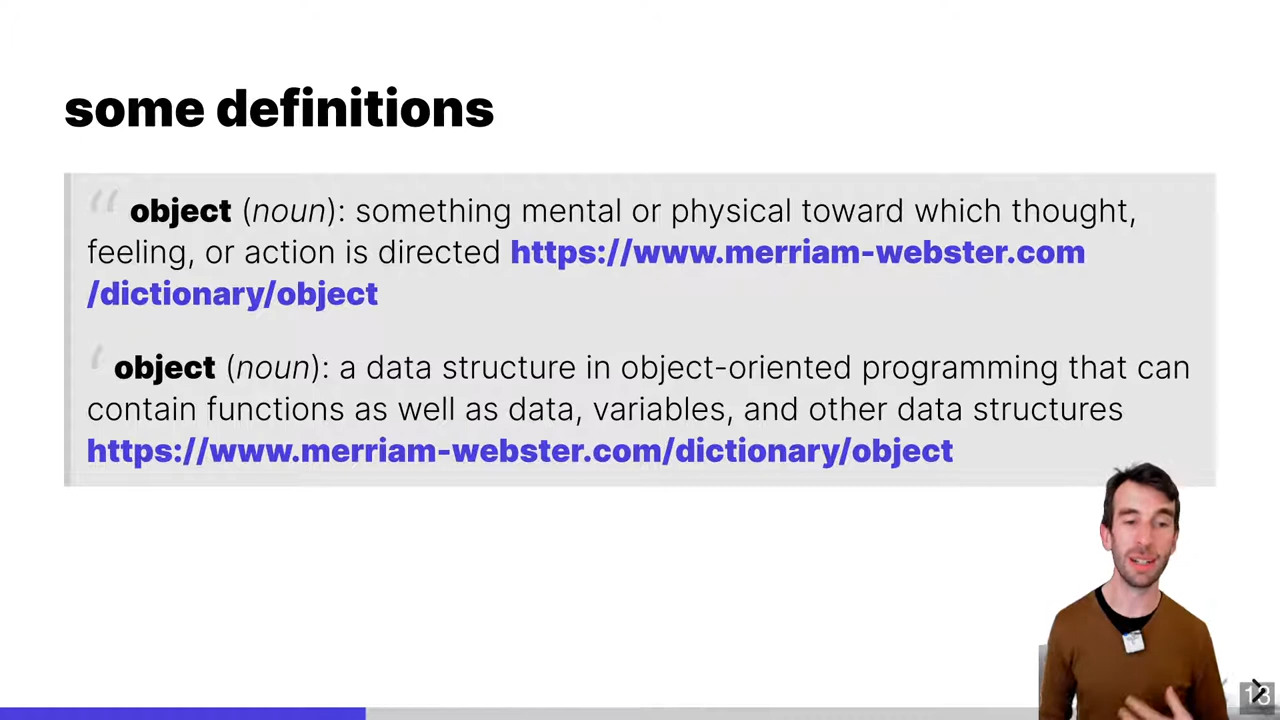 some definitions
“ object (noun): something mental or physical toward which thought,
feeling, or action is directed https://www.merriam-webster.com
/dictionary/object
‘ object (noun): a data structure in object-oriented programming that can
contain functions as well as data, variables, and other data structures
https://www.merriam-webster.com/dictionary/object
13